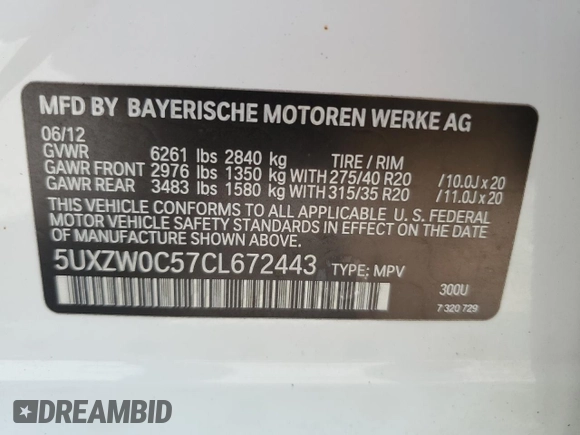 MFD BY BAYERISCHE MOTOREN WERKE AG
06/12
GVWR 6261 lbs 2840 kg TIRE / RIM
GAWR FRONT 2976 lbs 1350 kg WITH 275/40 R20 /10.0J x 20
GAWR REAR 3483 lbs 1580 kg WITH 315/35 R20 /11.0J x 20
THIS VEHICLE CONFORMS TO ALL APPLICABLE U. S. FEDERAL
MOTOR VEHICLE SAFETY STANDARDS IN EFFECT ON THE
DATE OF MANUFACTURE SHOWN ABOVE.
5UXZW0C57CL672443 TYPE: MPV
300U
7 320 729
DREAMBID